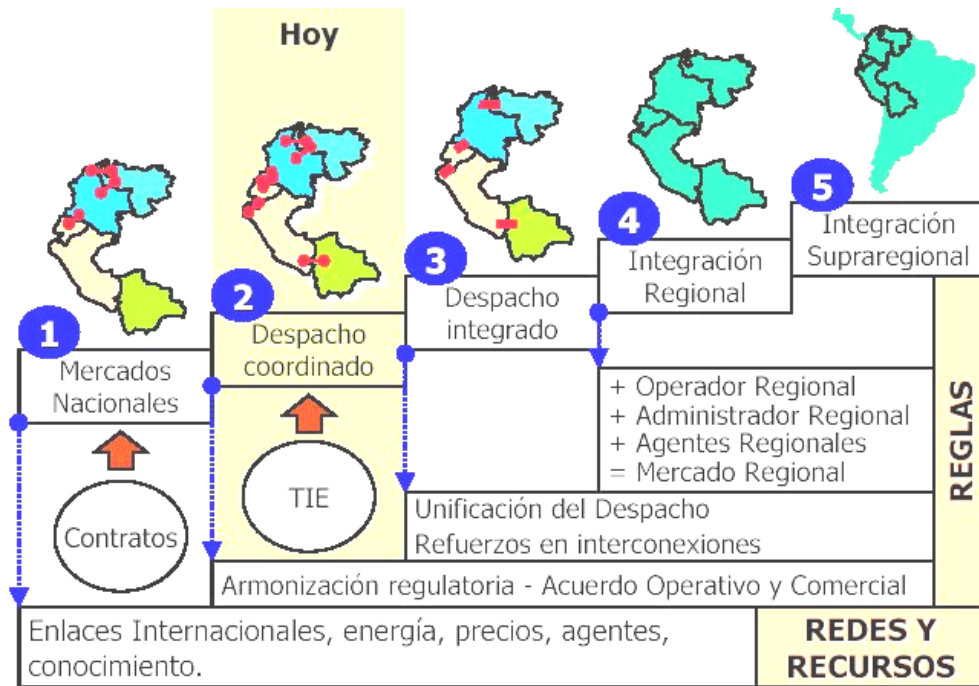 Hoy
1
Mercados
Nacionales
Contratos
2
Despacho
coordinado
TIE
3
Despacho
integrado
4
Integración
Regional
5
Integración
Supraregional
+ Operador Regional
+ Administrador Regional
+ Agentes Regionales
= Mercado Regional
Unificación del Despacho
Refuerzos en interconexiones
Armonización regulatoria - Acuerdo Operativo y Comercial
REGLAS
Enlaces Internacionales, energía, precios, agentes,
conocimiento.
REDES Y
RECURSOS